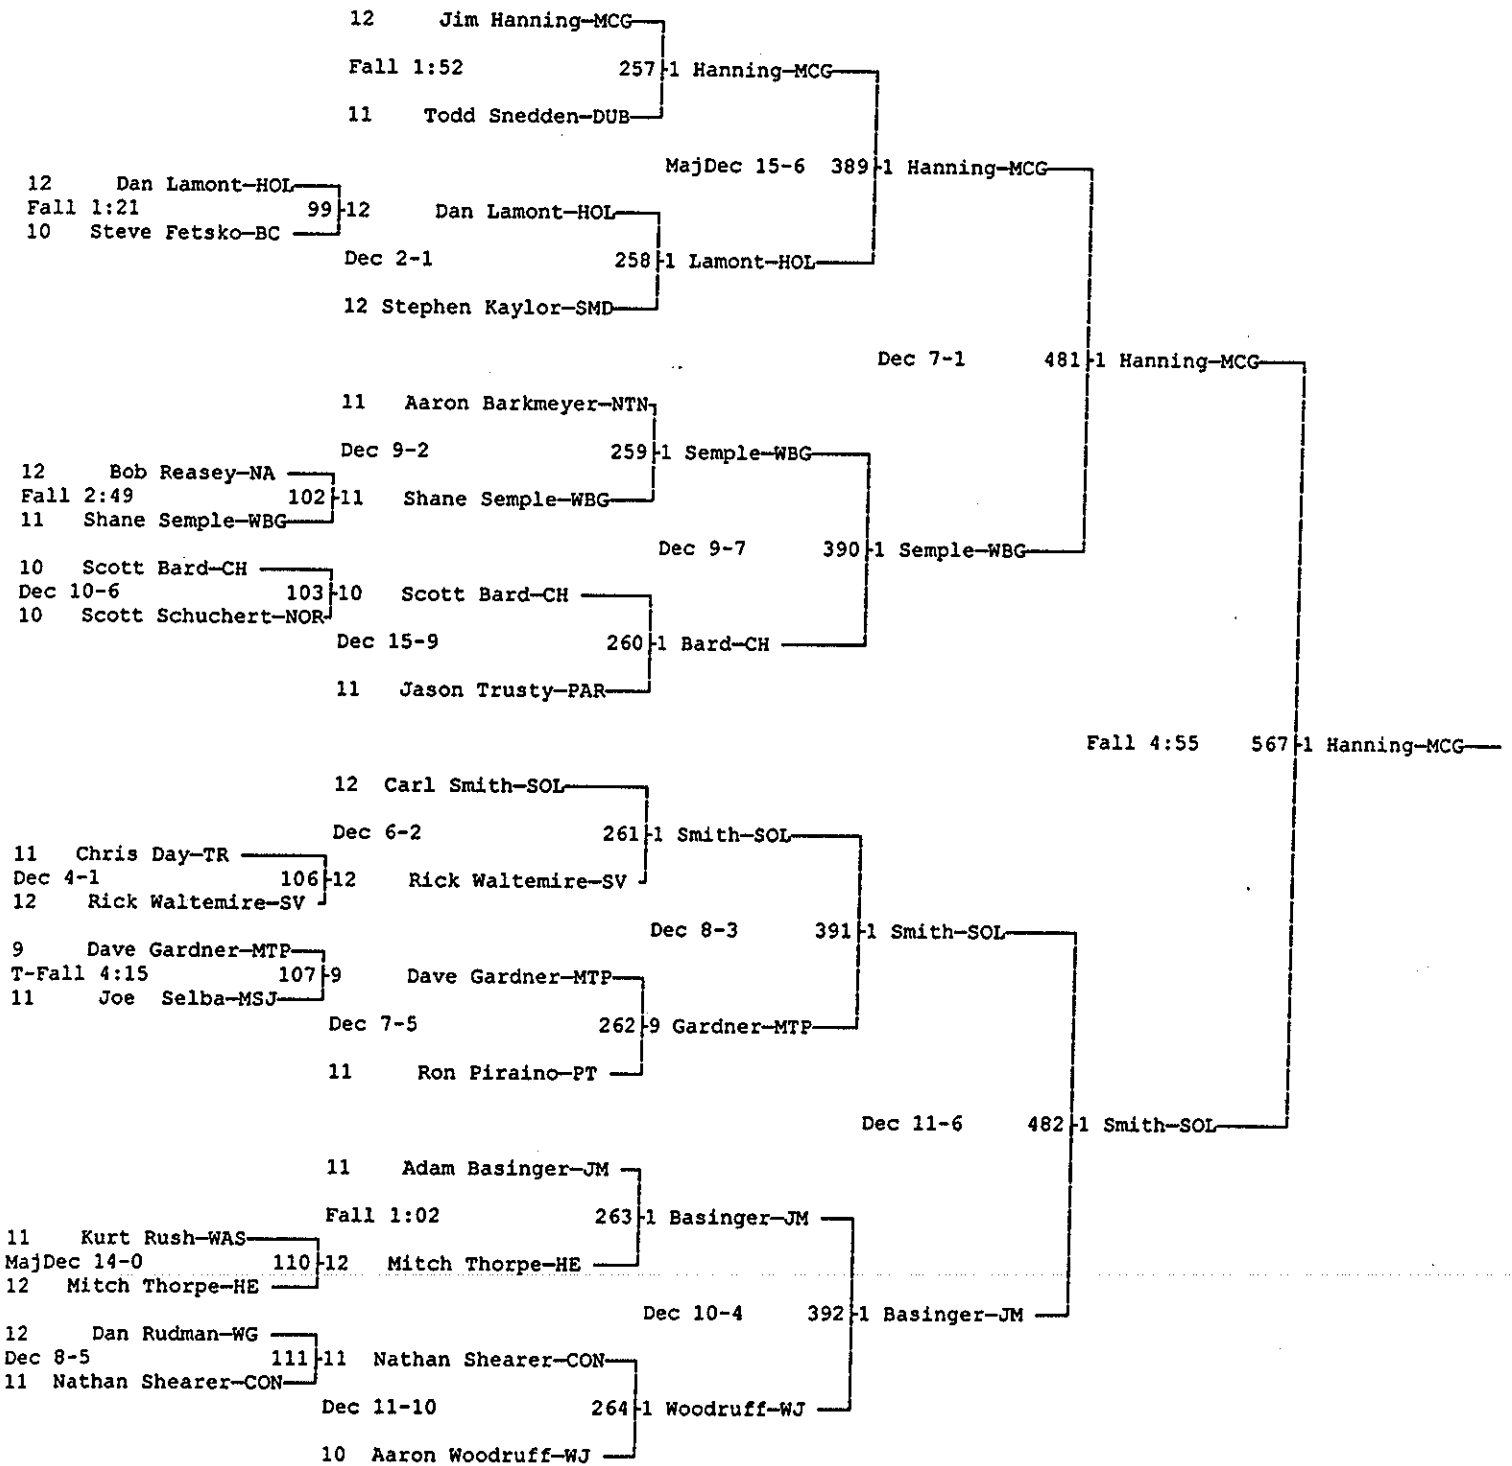 12 Jim Hanning-MCG
Fall 1:52 257 1 Hanning-MCG
11 Todd Snedden-DUB
MajDec 15-6 389 1 Hanning-MCG
12 Dan Lamont-HOL
Fall 1:21 99 12 Dan Lamont-HOL
10 Steve Fetsko-BC
Dec 2-1 258 1 Lamont-HOL
12 Stephen Kaylor-SMD
Dec 7-1 481 1 Hanning-MCG
11 Aaron Barkmeyer-NTN
Dec 9-2 259 1 Semple-WBG
12 Bob Reasey-NA
Fall 2:49 102 11 Shane Semple-WBG
11 Shane Semple-WBG
Dec 9-7 390 1 Semple-WBG
10 Scott Bard-CH
Dec 10-6 103 10 Scott Bard-CH
10 Scott Schuchert-NOR
Dec 15-9 260 1 Bard-CH
11 Jason Trusty-PAR
Fall 4:55 567 1 Hanning-MCG
12 Carl Smith-SOL
Dec 6-2 261 1 Smith-SOL
11 Chris Day-TR
Dec 4-1 106 12 Rick Waltemire-SV
12 Rick Waltemire-SV
Dec 8-3 391 1 Smith-SOL
9 Dave Gardner-MTP
T-Fall 4:15 107 9 Dave Gardner-MTP
11 Joe Selba-MSJ
Dec 7-5 262 9 Gardner-MTP
11 Ron Piraino-PT
Dec 11-6 482 1 Smith-SOL
11 Adam Basinger-JM
Fall 1:02 263 1 Basinger-JM
11 Kurt Rush-WAS
MajDec 14-0 110 12 Mitch Thorpe-HE
12 Mitch Thorpe-HE
Dec 10-4 392 1 Basinger-JM
12 Dan Rudman-WG
Dec 8-5 111 11 Nathan Shearer-CON
11 Nathan Shearer-CON
Dec 11-10 264 1 Woodruff-WJ
10 Aaron Woodruff-WJ